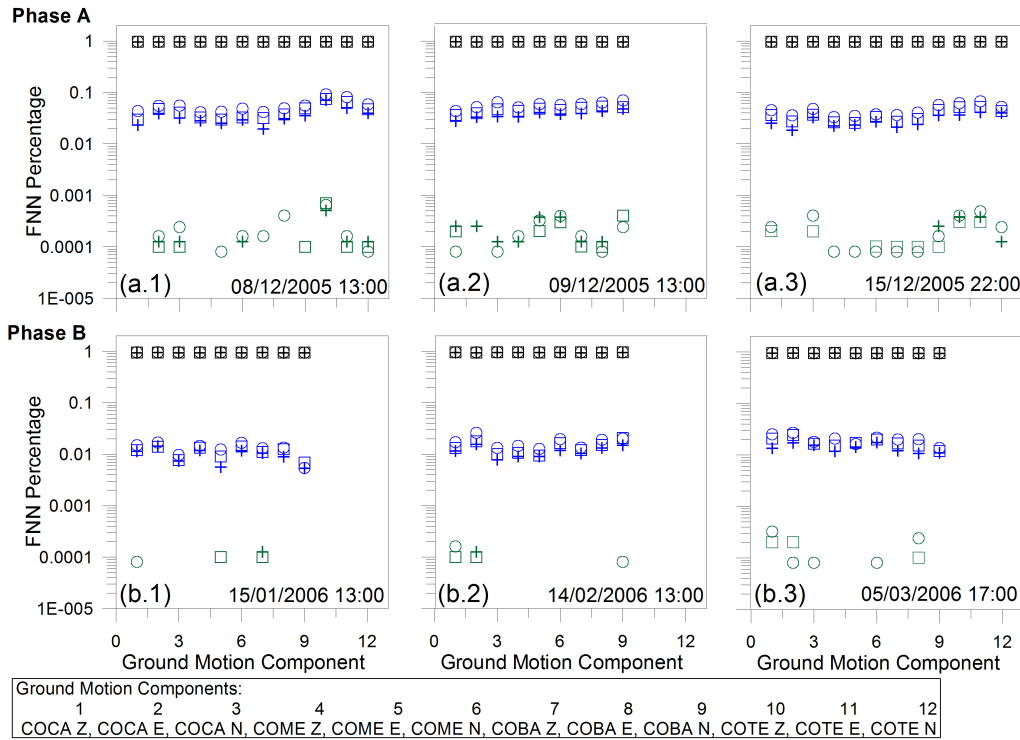 Phase A
FNN Percentage
1
0.1
0.01
0.001
0.0001
1E-005
(a.1)
08/12/2005 13:00
(a.2)
09/12/2005 13:00
(a.3)
15/12/2005 22:00
Phase B
FNN Percentage
1
0.1
0.01
0.001
0.0001
1E-005
(b.1)
15/01/2006 13:00
(b.2)
14/02/2006 13:00
(b.3)
05/03/2006 17:00
0 3 6 9 12
0 3 6 9 12
0 3 6 9 12
Ground Motion Component
Ground Motion Component
Ground Motion Component
Ground Motion Components:
1 2 3 4 5 6 7 8 9 10 11 12
COCA Z, COCA E, COCA N, COME Z, COME E, COME N, COBA Z, COBA E, COBA N, COTE Z, COTE E, COTE N